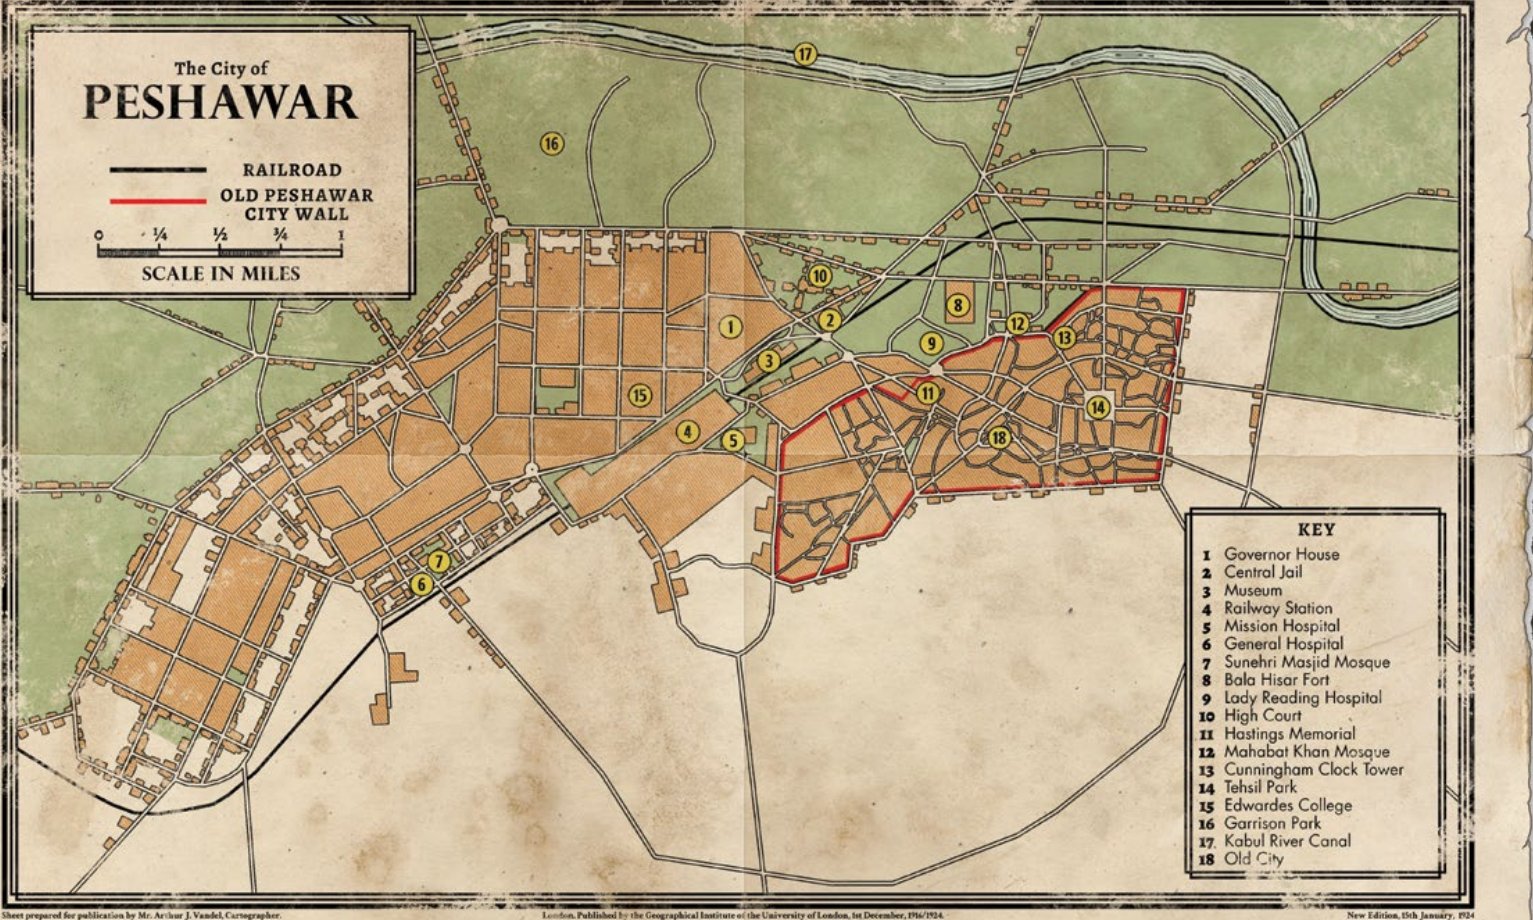 The City of
PESHAWAR
RAILROAD
OLD PESHAWAR
CITY WALL
0 ¼ ½ ¾ 1
SCALE IN MILES
17
16
10
8
2
12
1
9
13
3
11
15
14
4
18
5
7
6
KEY
1 Governor House
2 Central Jail
3 Museum
4 Railway Station
5 Mission Hospital
6 General Hospital
7 Sunehri Masjid Mosque
8 Bala Hisar Fort
9 Lady Reading Hospital
10 High Court
11 Hastings Memorial
12 Mahabat Khan Mosque
13 Cunningham Clock Tower
14 Tehsil Park
15 Edwardes College
16 Garrison Park
17 Kabul River Canal
18 Old City
Sheet prepared for publication by Mr. Arthur J. Vandel, Cartographer.
London. Published by the Geographical Institute of the University of London, 1st December, 1916/1924.
New Edition, 15th January, 1924